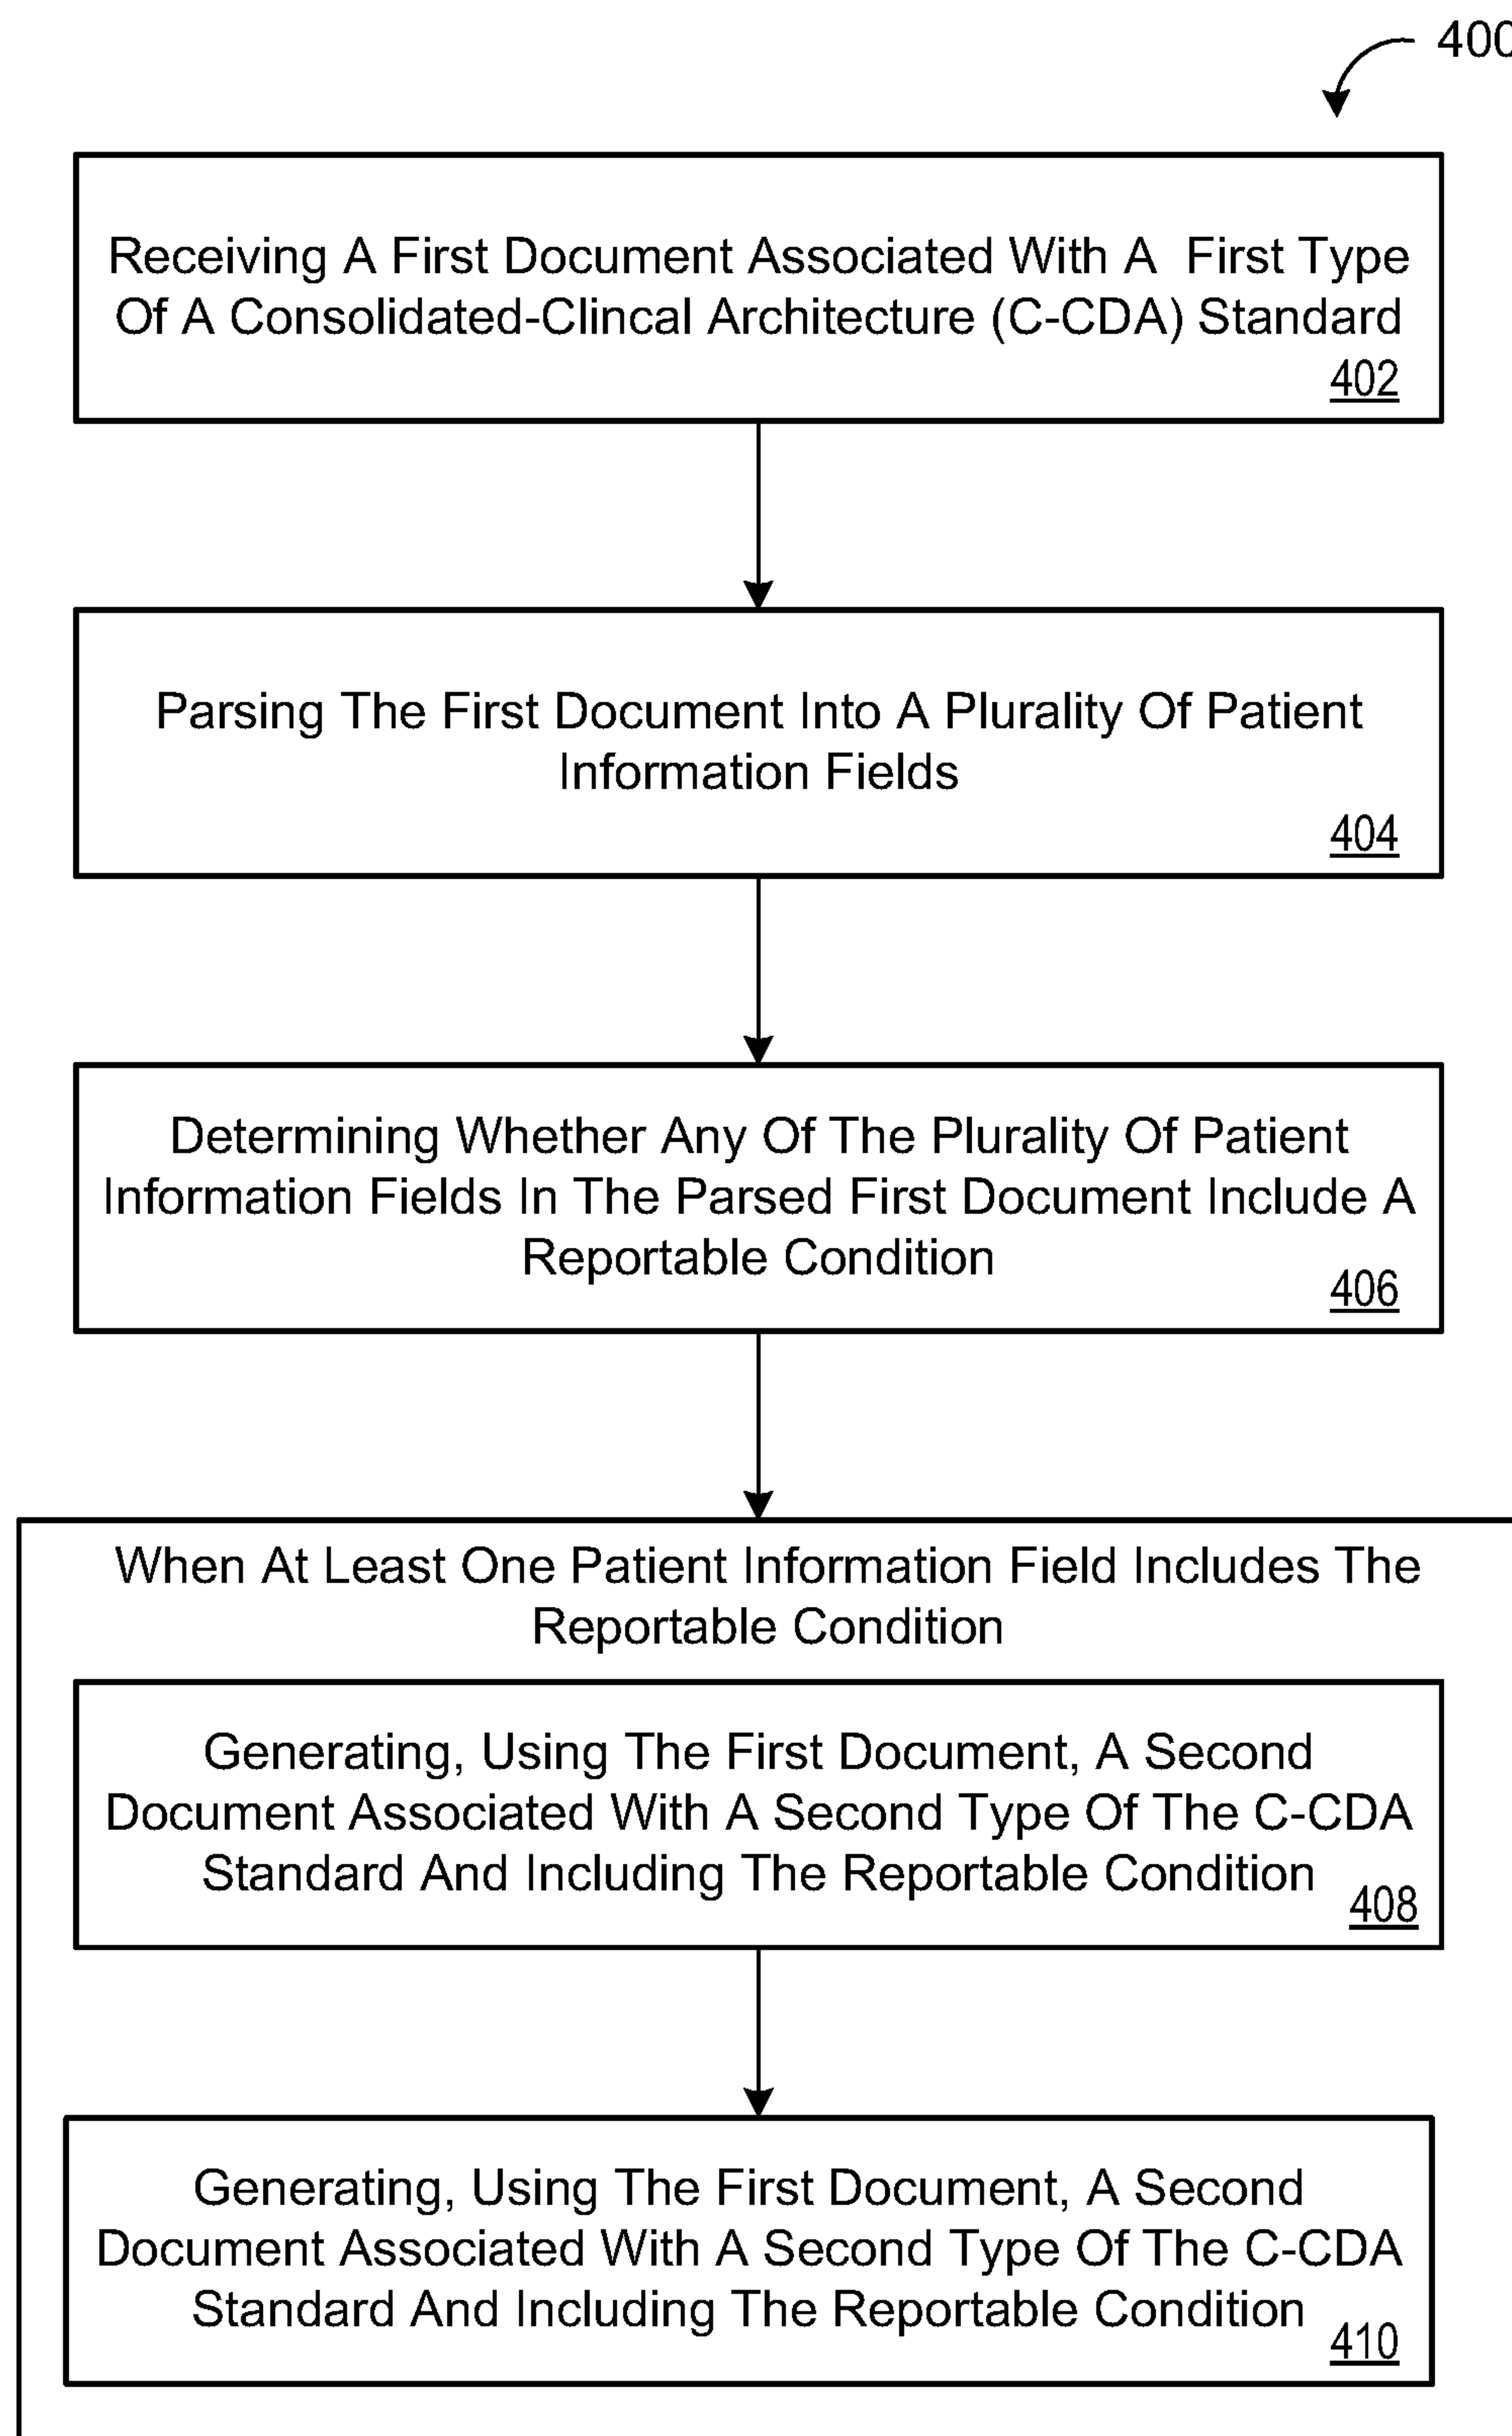 400
Receiving A First Document Associated With A First Type
Of A Consolidated-Clincal Architecture (C-CDA) Standard
402
Parsing The First Document Into A Plurality Of Patient
Information Fields
404
Determining Whether Any Of The Plurality Of Patient
Information Fields In The Parsed First Document Include A
Reportable Condition
406
When At Least One Patient Information Field Includes The
Reportable Condition
Generating, Using The First Document, A Second
Document Associated With A Second Type Of The C-CDA
Standard And Including The Reportable Condition
408
Generating, Using The First Document, A Second
Document Associated With A Second Type Of The C-CDA
Standard And Including The Reportable Condition
410